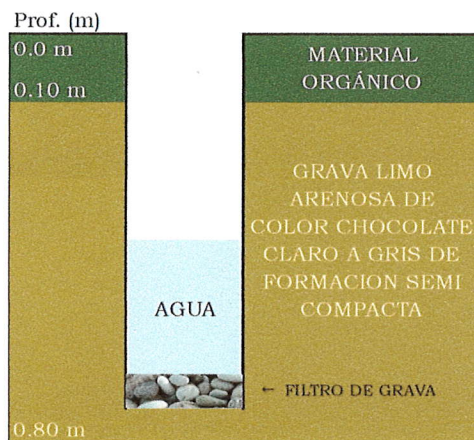 Prof. (m)
0.0 m
MATERIAL
ORGÁNICO
0.10 m
GRAVA LIMO
ARENOSA DE
COLOR CHOCOLATE
CLARO A GRIS DE
FORMACION SEMI
COMPACTA
AGUA
← FILTRO DE GRAVA
0.80 m